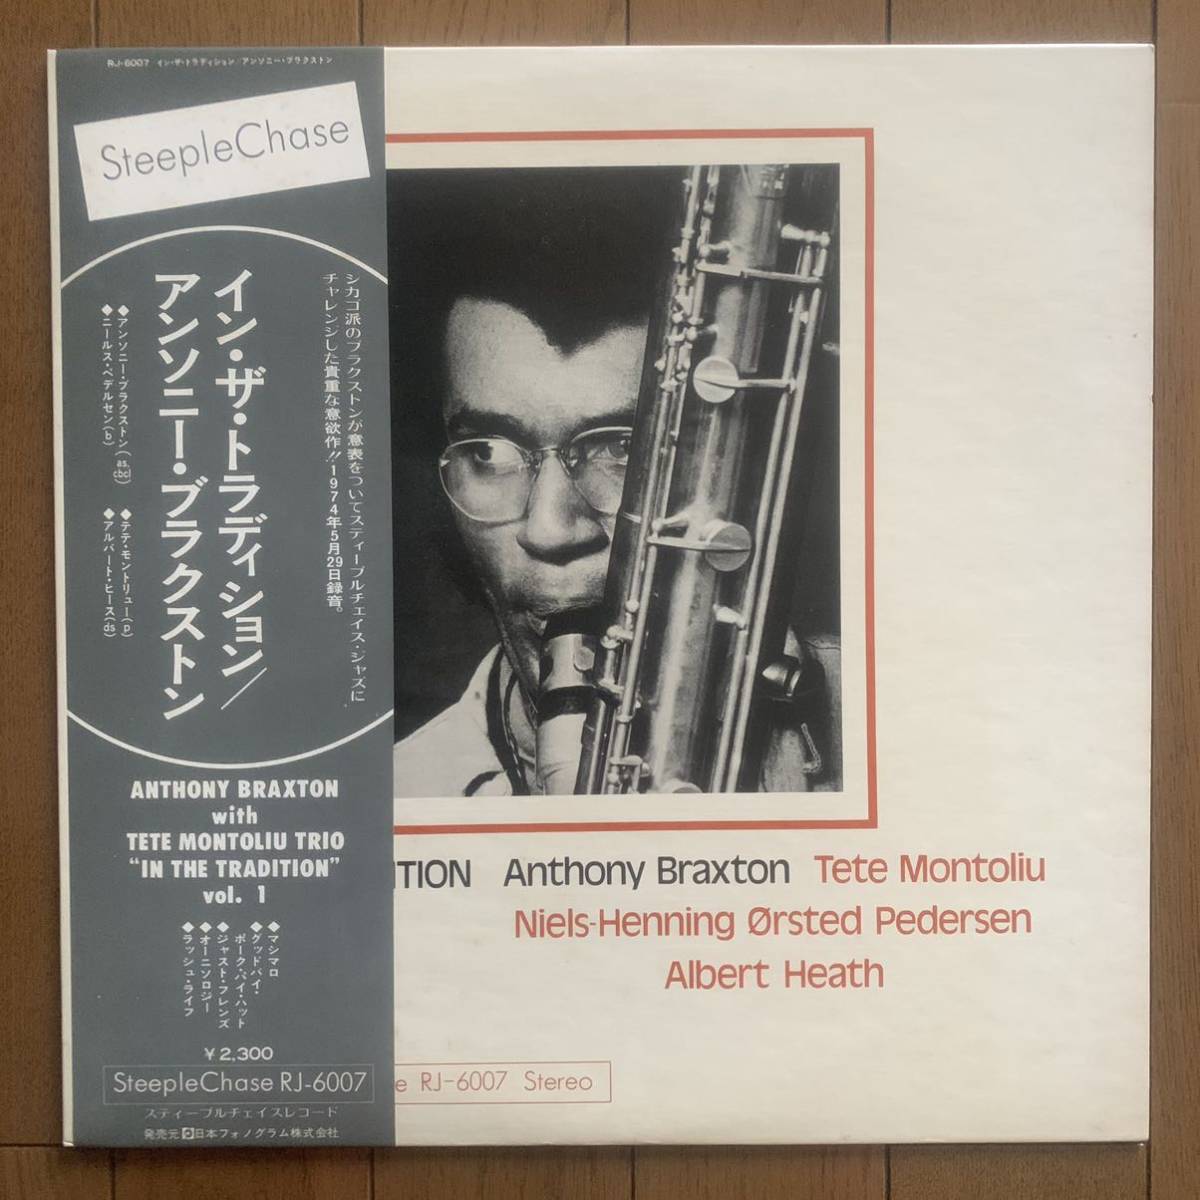 RJ-6007 イン・ザ・トラディション/アンソニー・ブラクストン
SteepleChase
シカゴ派のブラクストンが意表をついてスティープルチェイス・ジャズに
チャレンジした貴重な意欲作!!1974年5月29日録音。
イン・ザ・トラディション/
アンソニー・ブラクストン
◆アンソニー・ブラクストン(as, cbcl)
◆テテ・モントリュー(p)
◆ニールス・ペデルセン(b)
◆アルバート・ヒース(ds)
ANTHONY BRAXTON
with
TETE MONTOLIU TRIO
“IN THE TRADITION”
vol. 1
◆マシマロ
◆グッドバイ・
ポーク・パイ・ハット
◆ジャスト・フレンズ
◆オーニソロジー
◆ラッシュ・ライフ
¥2,300
SteepleChase RJ-6007
スティープルチェイスレコード
発売元 日本フォノグラム株式会社
ITION Anthony Braxton Tete Montoliu
Niels-Henning Ørsted Pedersen
Albert Heath
e RJ-6007 Stereo